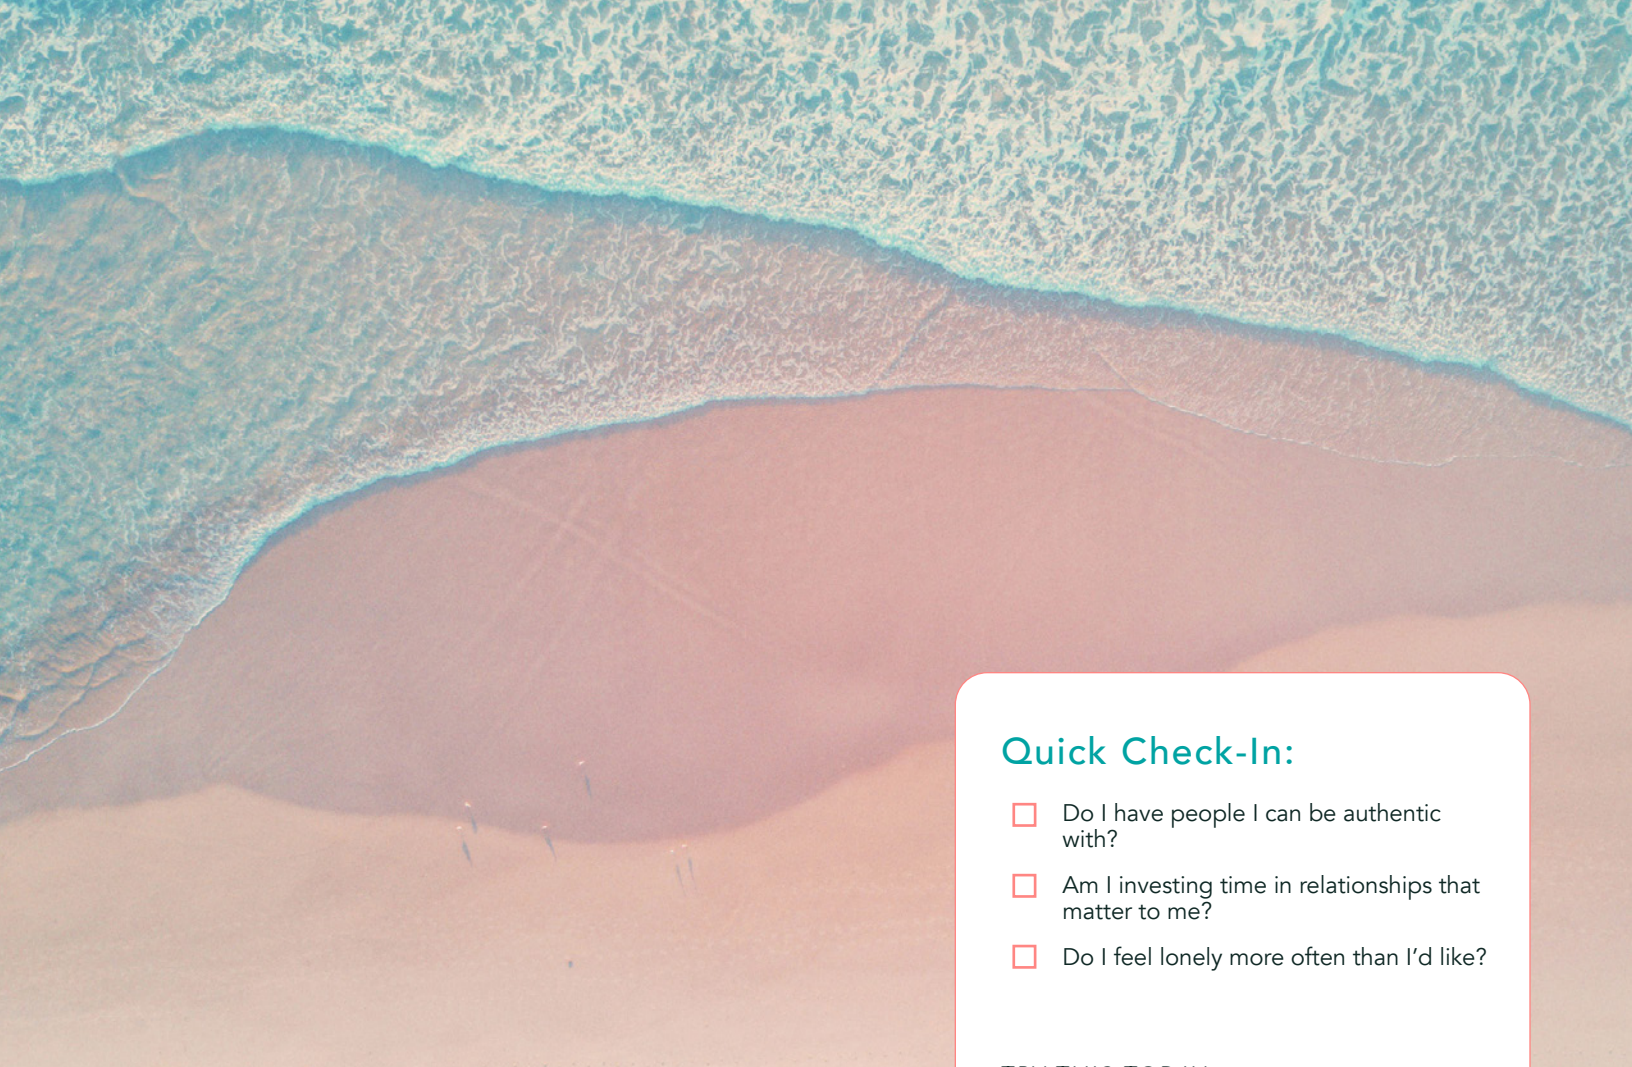 Quick Check-In:
Do I have people I can be authentic
with?
Am I investing time in relationships that
matter to me?
Do I feel lonely more often than I’d like?